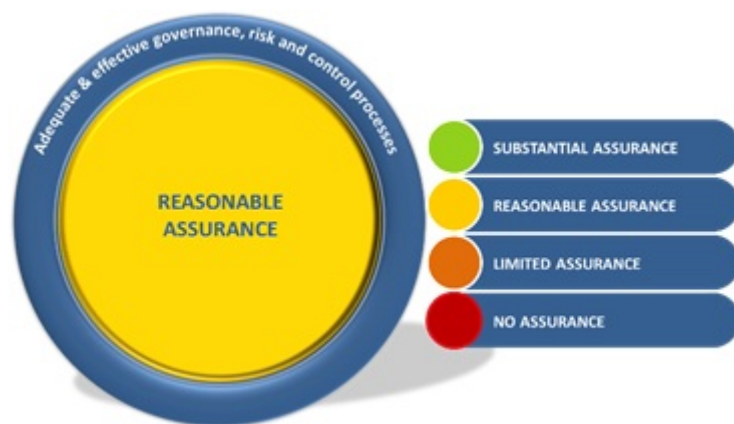 Adequate & effective governance, risk and control processes
REASONABLE
ASSURANCE
SUBSTANTIAL ASSURANCE
REASONABLE ASSURANCE
LIMITED ASSURANCE
NO ASSURANCE